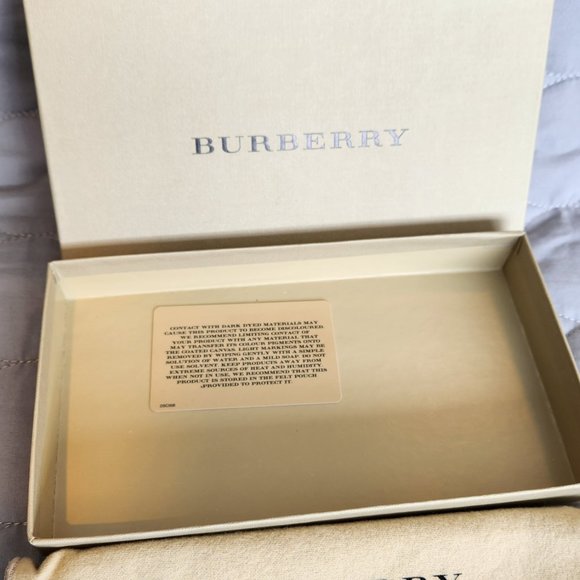 BURBERRY
CONTACT WITH DARK DYED MATERIALS MAY
CAUSE THIS PRODUCT TO BECOME DISCOLOURED.
WE RECOMMEND LIMITING CONTACT OF
YOUR PRODUCT WITH ANY MATERIAL THAT
MAY TRANSFER ITS COLOUR PIGMENTS ONTO
THE COATED CANVAS. LIGHT MARKINGS MAY BE
REMOVED BY WIPING GENTLY WITH A SIMPLE
SOLUTION OF WATER AND A MILD SOAP. DO NOT
USE SOLVENT. KEEP PRODUCTS AWAY FROM
EXTREME SOURCES OF HEAT AND HUMIDITY.
WHEN NOT IN USE, WE RECOMMEND THAT THIS
PRODUCT IS STORED IN THE FELT POUCH
PROVIDED TO PROTECT IT